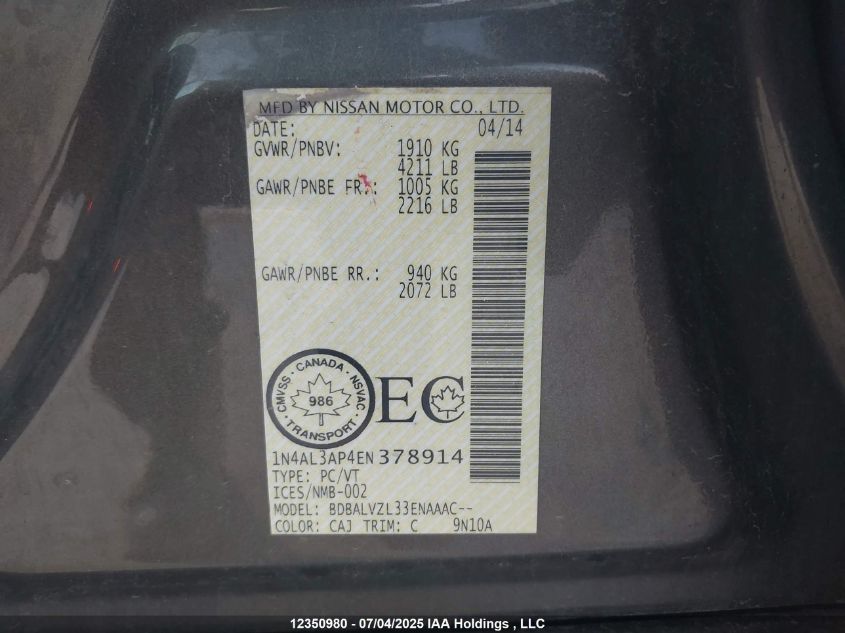 MFD BY NISSAN MOTOR CO., LTD.
DATE: 04/14
GVWR/PNBV: 1910 KG
4211 LB
GAWR/PNBE FR.: 1005 KG
2216 LB
GAWR/PNBE RR.: 940 KG
2072 LB
CMVSS · CANADA · NSVAC
986
TRANSPORT
EC
1N4AL3AP4EN378914
TYPE: PC/VT
ICES/NMB-002
MODEL: BDBALVZL33ENAAAC--
COLOR: CAJ TRIM: C 9N10A
12350980 - 07/04/2025 IAA Holdings , LLC